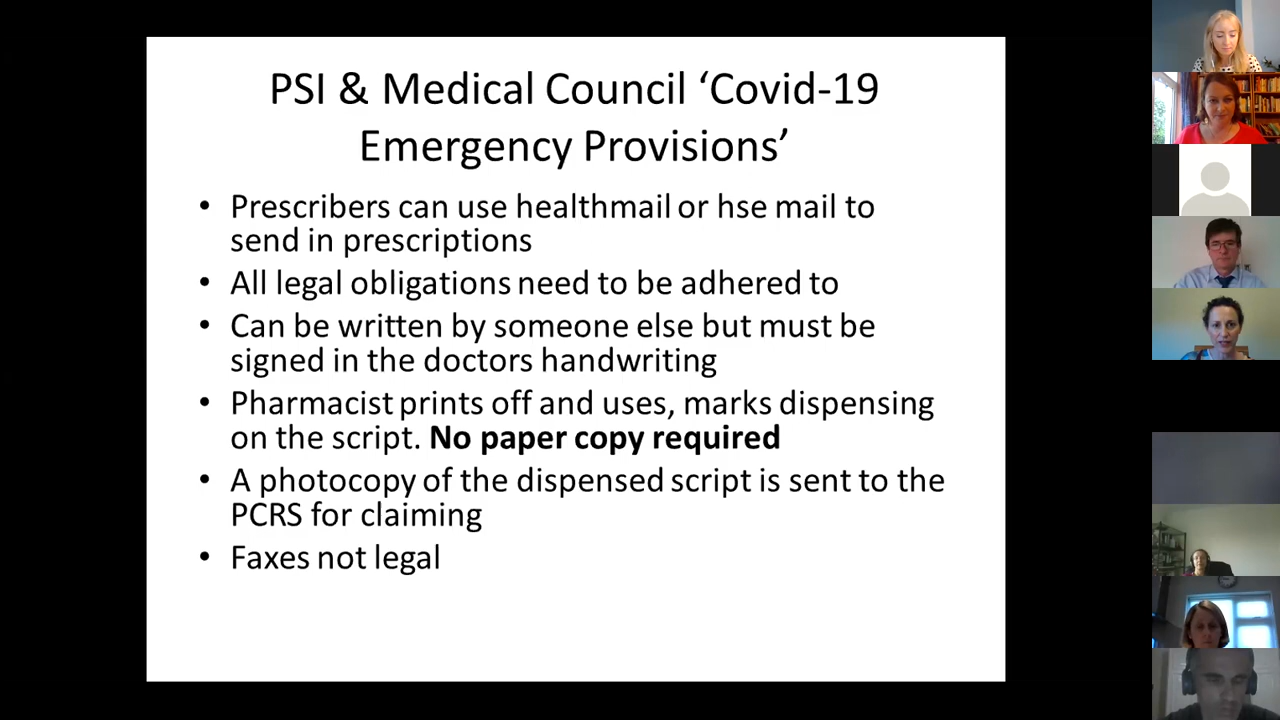 PSI & Medical Council ‘Covid-19
Emergency Provisions’
• Prescribers can use healthmail or hse mail to
send in prescriptions
• All legal obligations need to be adhered to
• Can be written by someone else but must be
signed in the doctors handwriting
• Pharmacist prints off and uses, marks dispensing
on the script. No paper copy required
• A photocopy of the dispensed script is sent to the
PCRS for claiming
• Faxes not legal